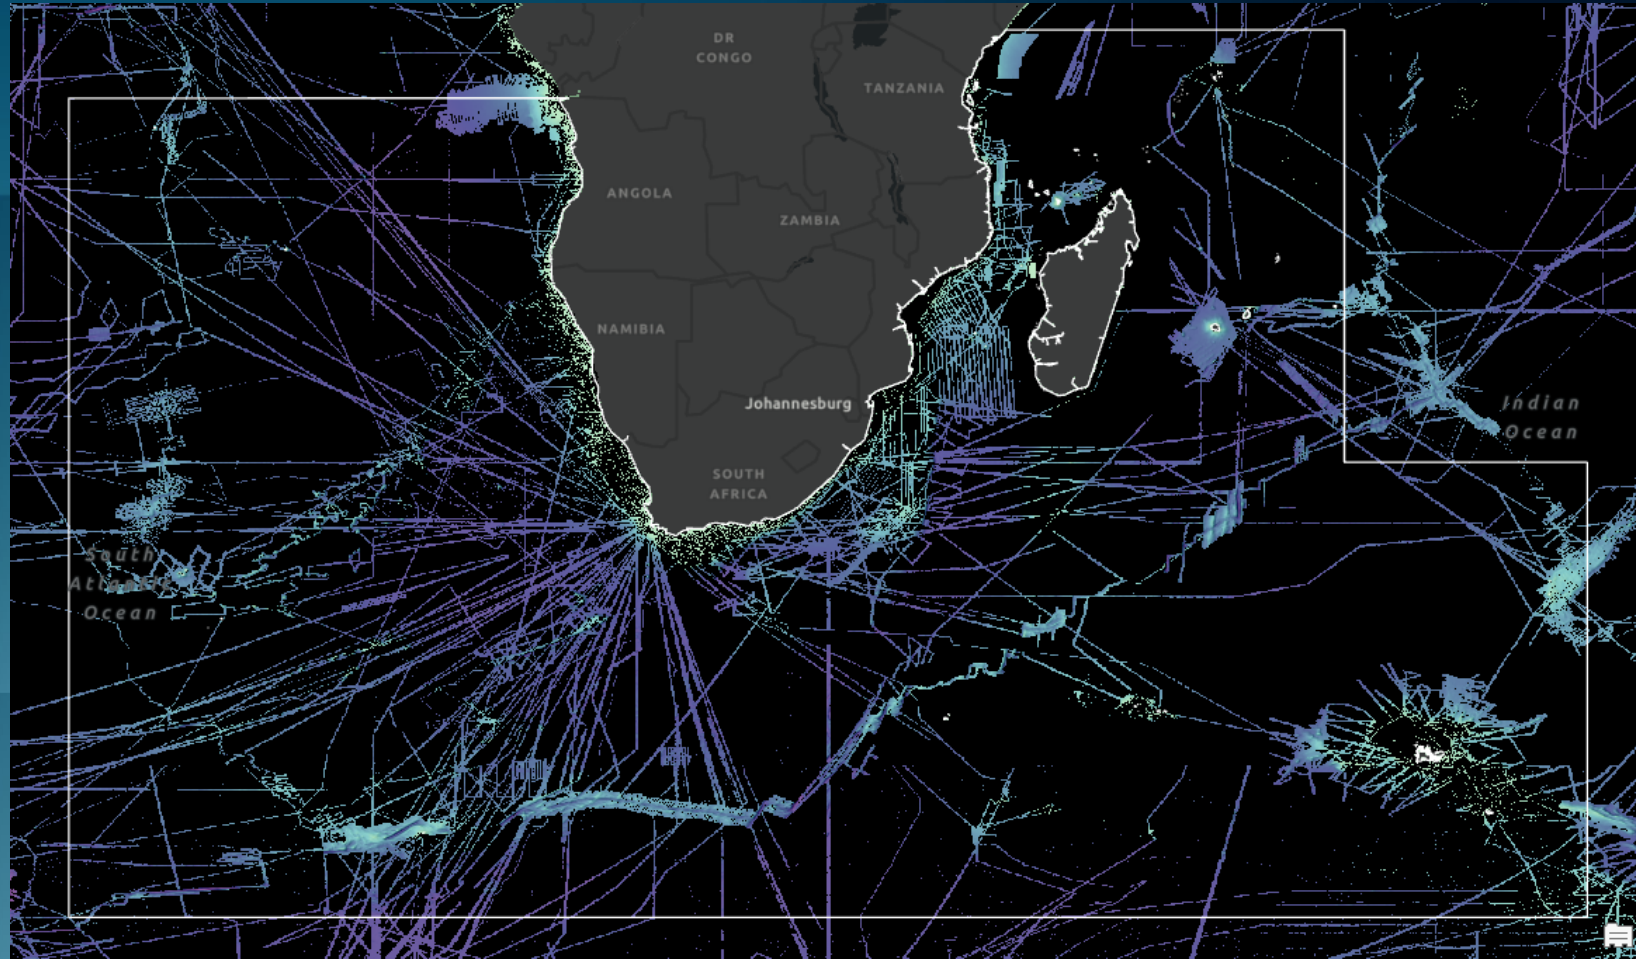 DR
CONGO
TANZANIA
ANGOLA
ZAMBIA
NAMIBIA
Johannesburg
Indian
Ocean
SOUTH
AFRICA
South
Atlantic
Ocean